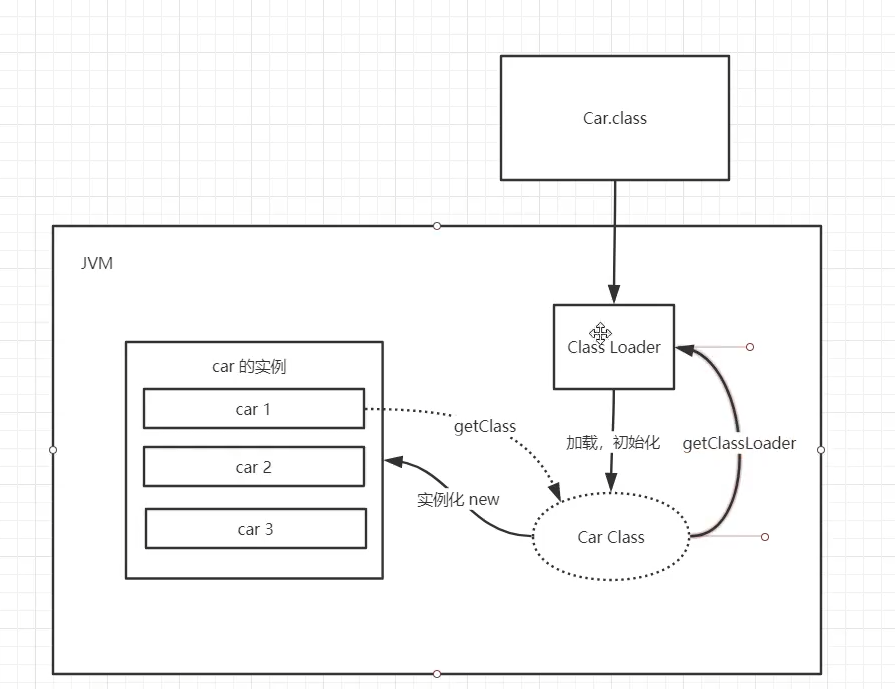 Car.class
JVM
Class Loader
car 的实例
car 1
getClass
加载，初始化
getClassLoader
car 2
实例化 new
car 3
Car Class